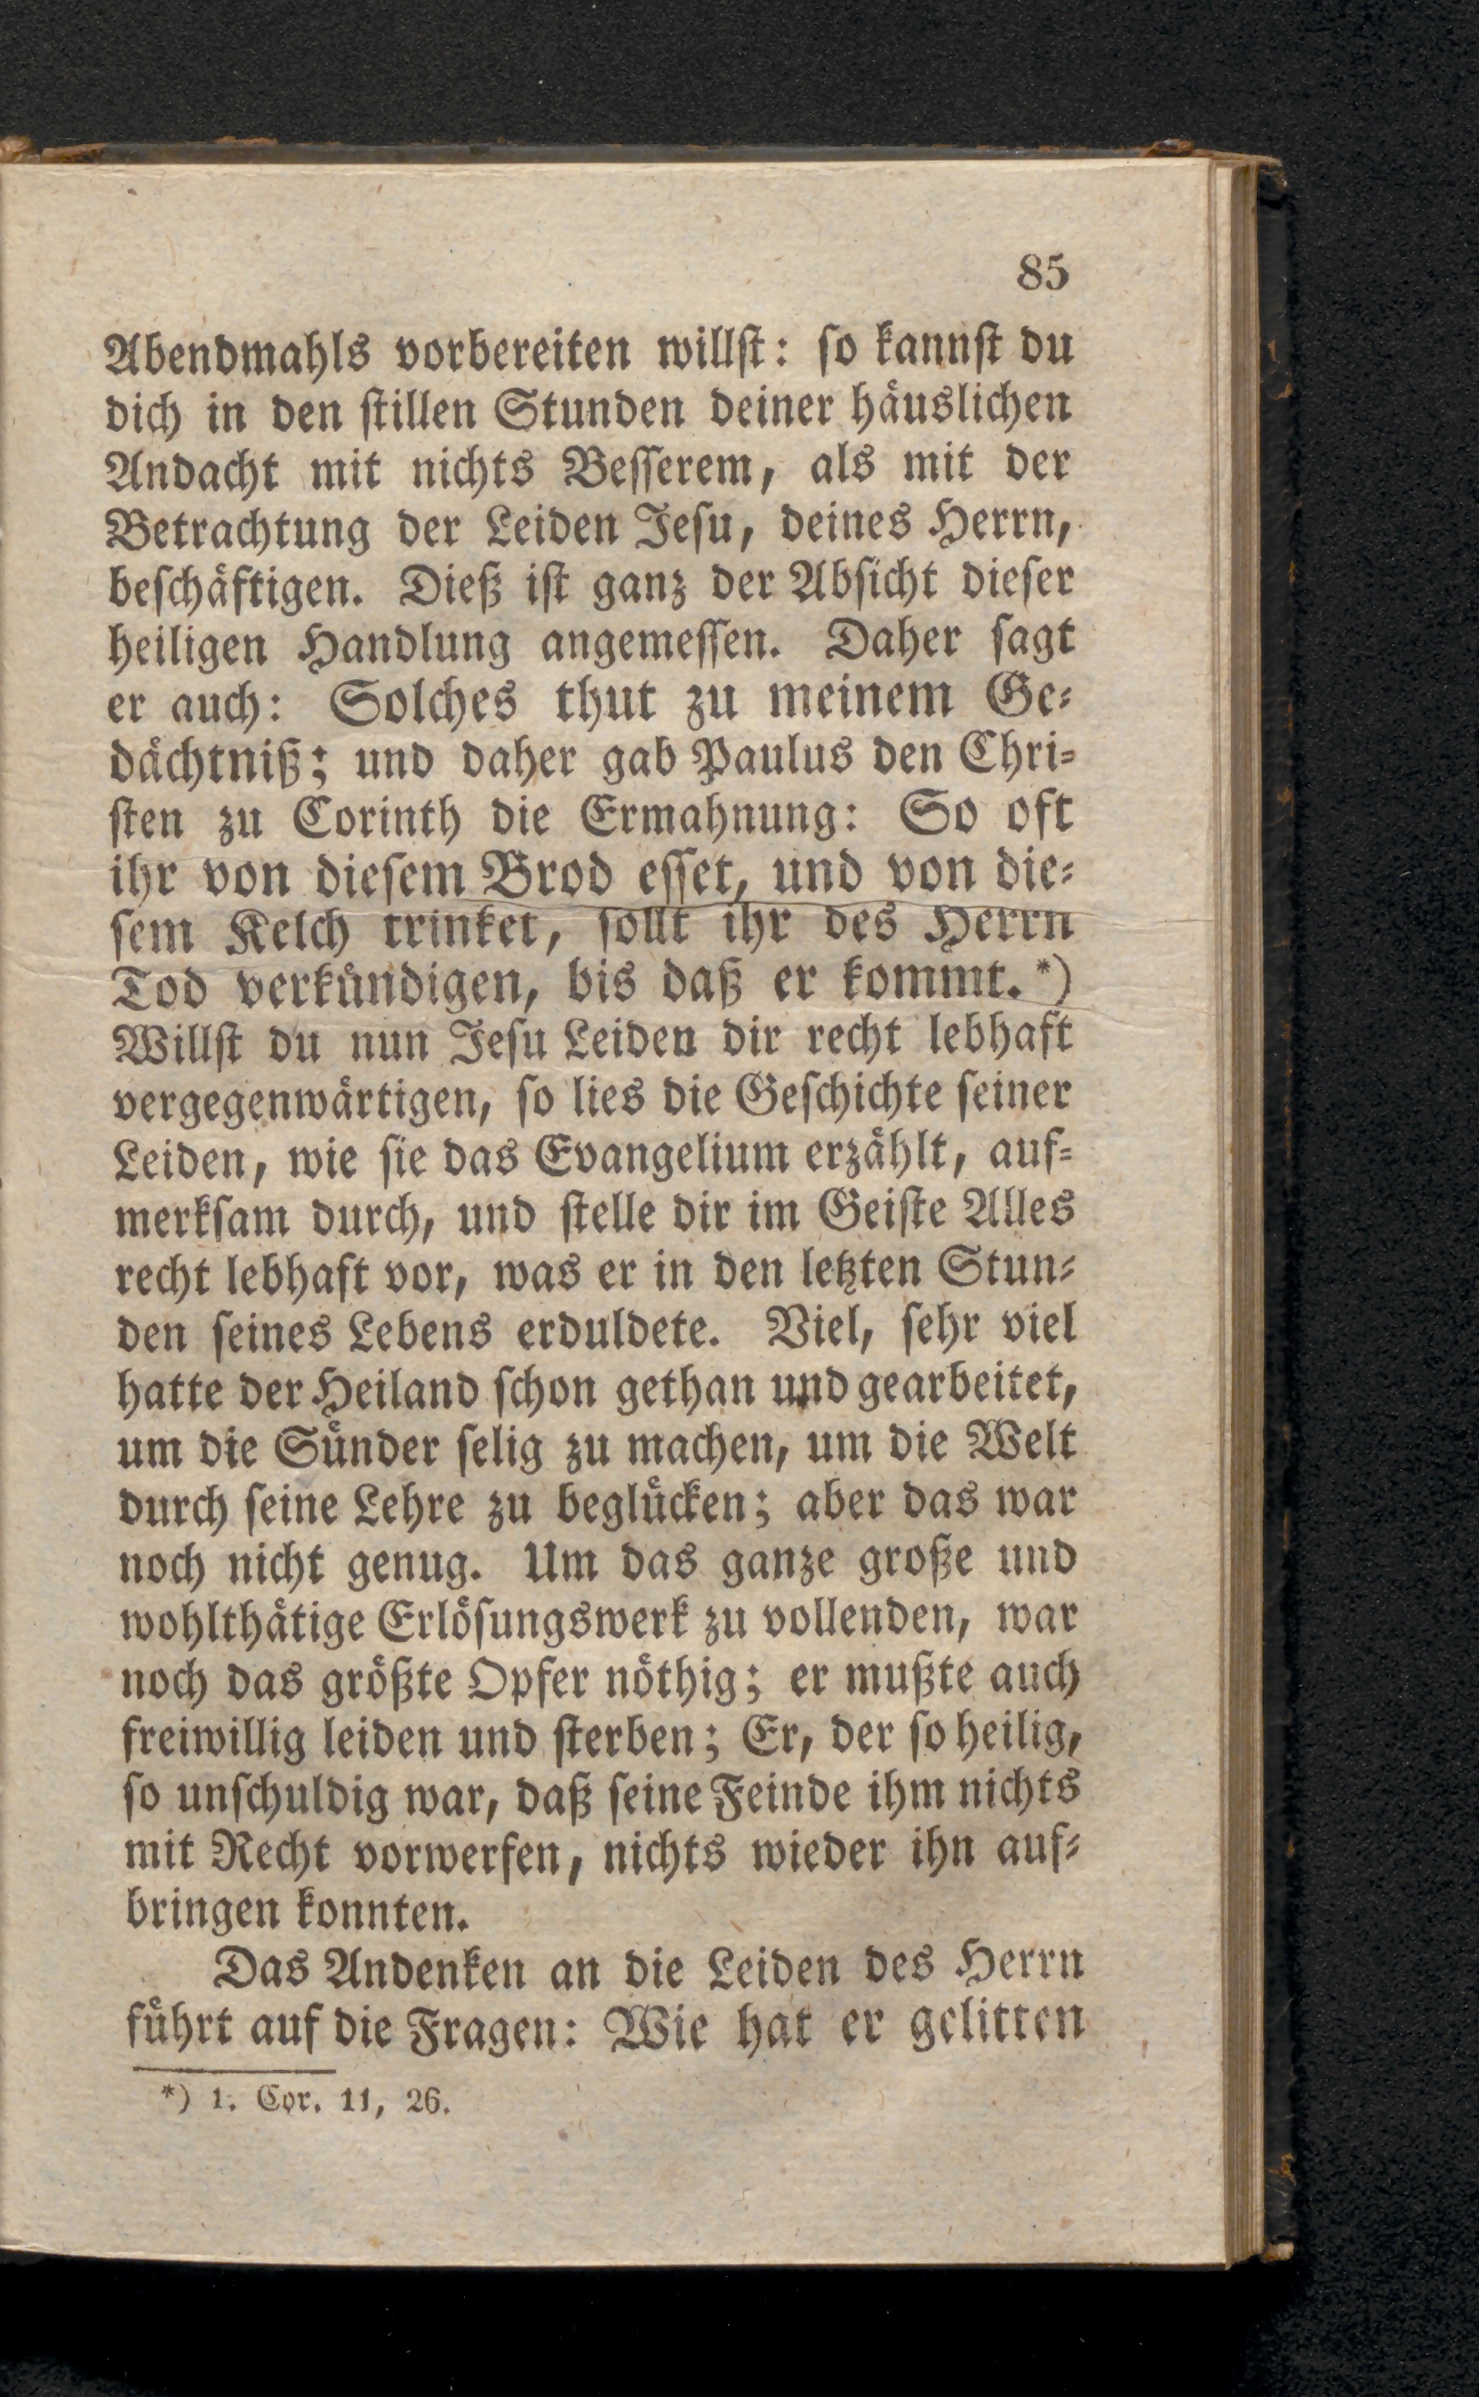 85
Abendmahls vorbereiten willſt: ſo kannſt du
dich in den ſtillen Stunden deiner häuslichen
Andacht mit nichts Beſſerem, als mit der
Betrachtung der Leiden Jeſu, deines Herrn,
beſchäftigen. Dieß iſt ganz der Abſicht dieſer
heiligen Handlung angemeſſen. Daher ſagt
er auch: Solches thut zu meinem Ge-
dächtniß; und daher gab Paulus den Chri-
ſten zu Corinth die Ermahnung: So oft
ihr von dieſem Brod eſſet, und von die-
ſem Kelch trinket, ſollt ihr des Herrn
Tod verkündigen, bis daß er kommt. *)
Willſt du nun Jeſu Leiden dir recht lebhaft
vergegenwärtigen, ſo lies die Geſchichte ſeiner
Leiden, wie ſie das Evangelium erzählt, auf-
merkſam durch, und ſtelle dir im Geiſte Alles
recht lebhaft vor, was er in den letzten Stun-
den ſeines Lebens erduldete. Viel, ſehr viel
hatte der Heiland ſchon gethan und gearbeitet,
um die Sünder ſelig zu machen, um die Welt
durch ſeine Lehre zu beglücken; aber das war
noch nicht genug. Um das ganze große und
wohlthätige Erlöſungswerk zu vollenden, war
noch das größte Opfer nöthig; er mußte auch
freiwillig leiden und ſterben; Er, der ſo heilig,
ſo unſchuldig war, daß ſeine Feinde ihm nichts
mit Recht vorwerfen, nichts wieder ihn auf-
bringen konnten.
Das Andenken an die Leiden des Herrn
führt auf die Fragen: Wie hat er gelitten
*) 1. Cor. 11, 26.